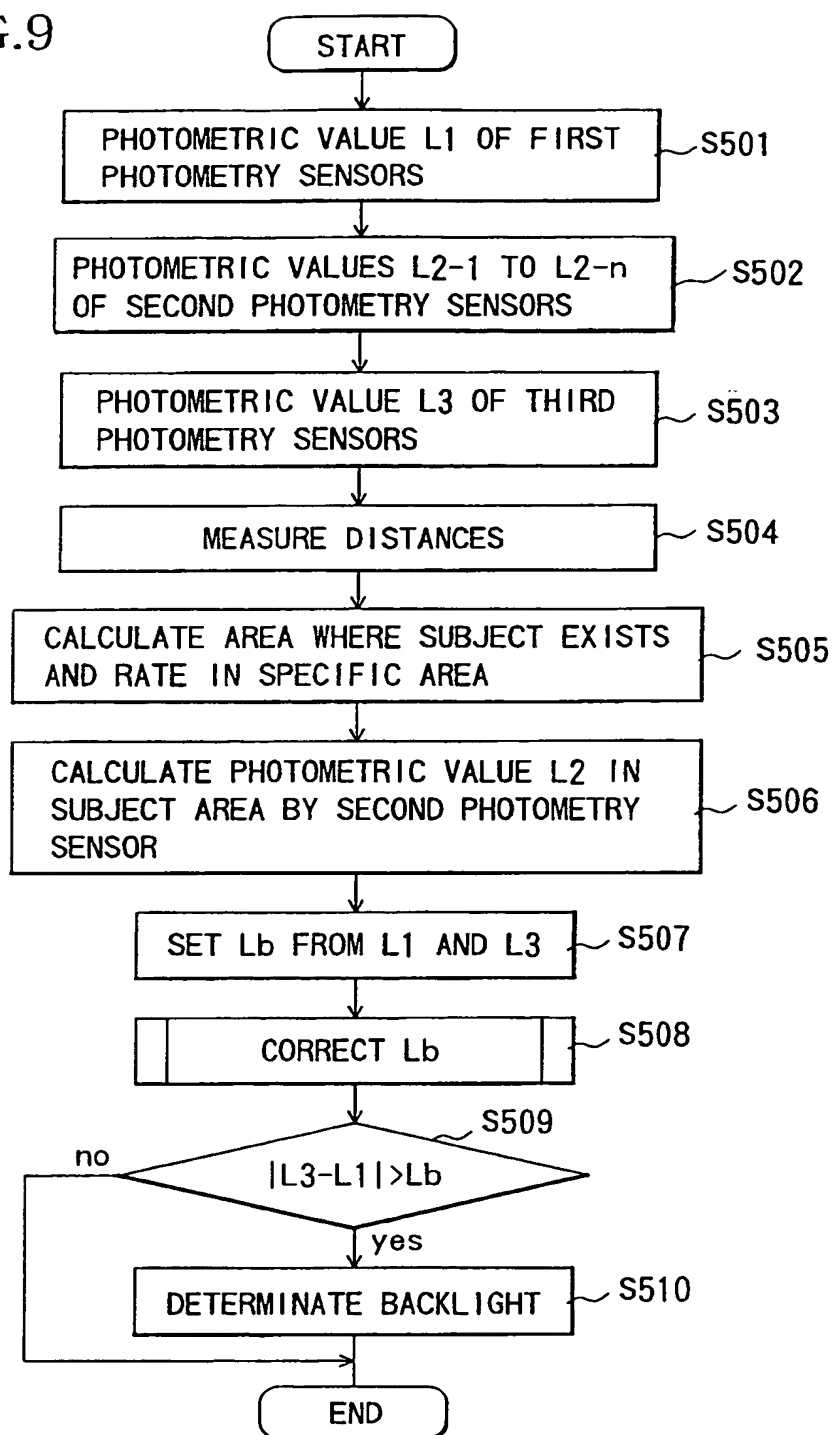 G.9
START
PHOTOMETRIC VALUE L1 OF FIRST
PHOTOMETRY SENSORS
S501
PHOTOMETRIC VALUES L2-1 TO L2-n
OF SECOND PHOTOMETRY SENSORS
S502
PHOTOMETRIC VALUE L3 OF THIRD
PHOTOMETRY SENSORS
S503
MEASURE DISTANCES
S504
CALCULATE AREA WHERE SUBJECT EXISTS
AND RATE IN SPECIFIC AREA
S505
CALCULATE PHOTOMETRIC VALUE L2 IN
SUBJECT AREA BY SECOND PHOTOMETRY
SENSOR
S506
SET Lb FROM L1 AND L3
S507
CORRECT Lb
S508
S509
no
|L3-L1|>Lb
yes
DETERMINATE BACKLIGHT
S510
END